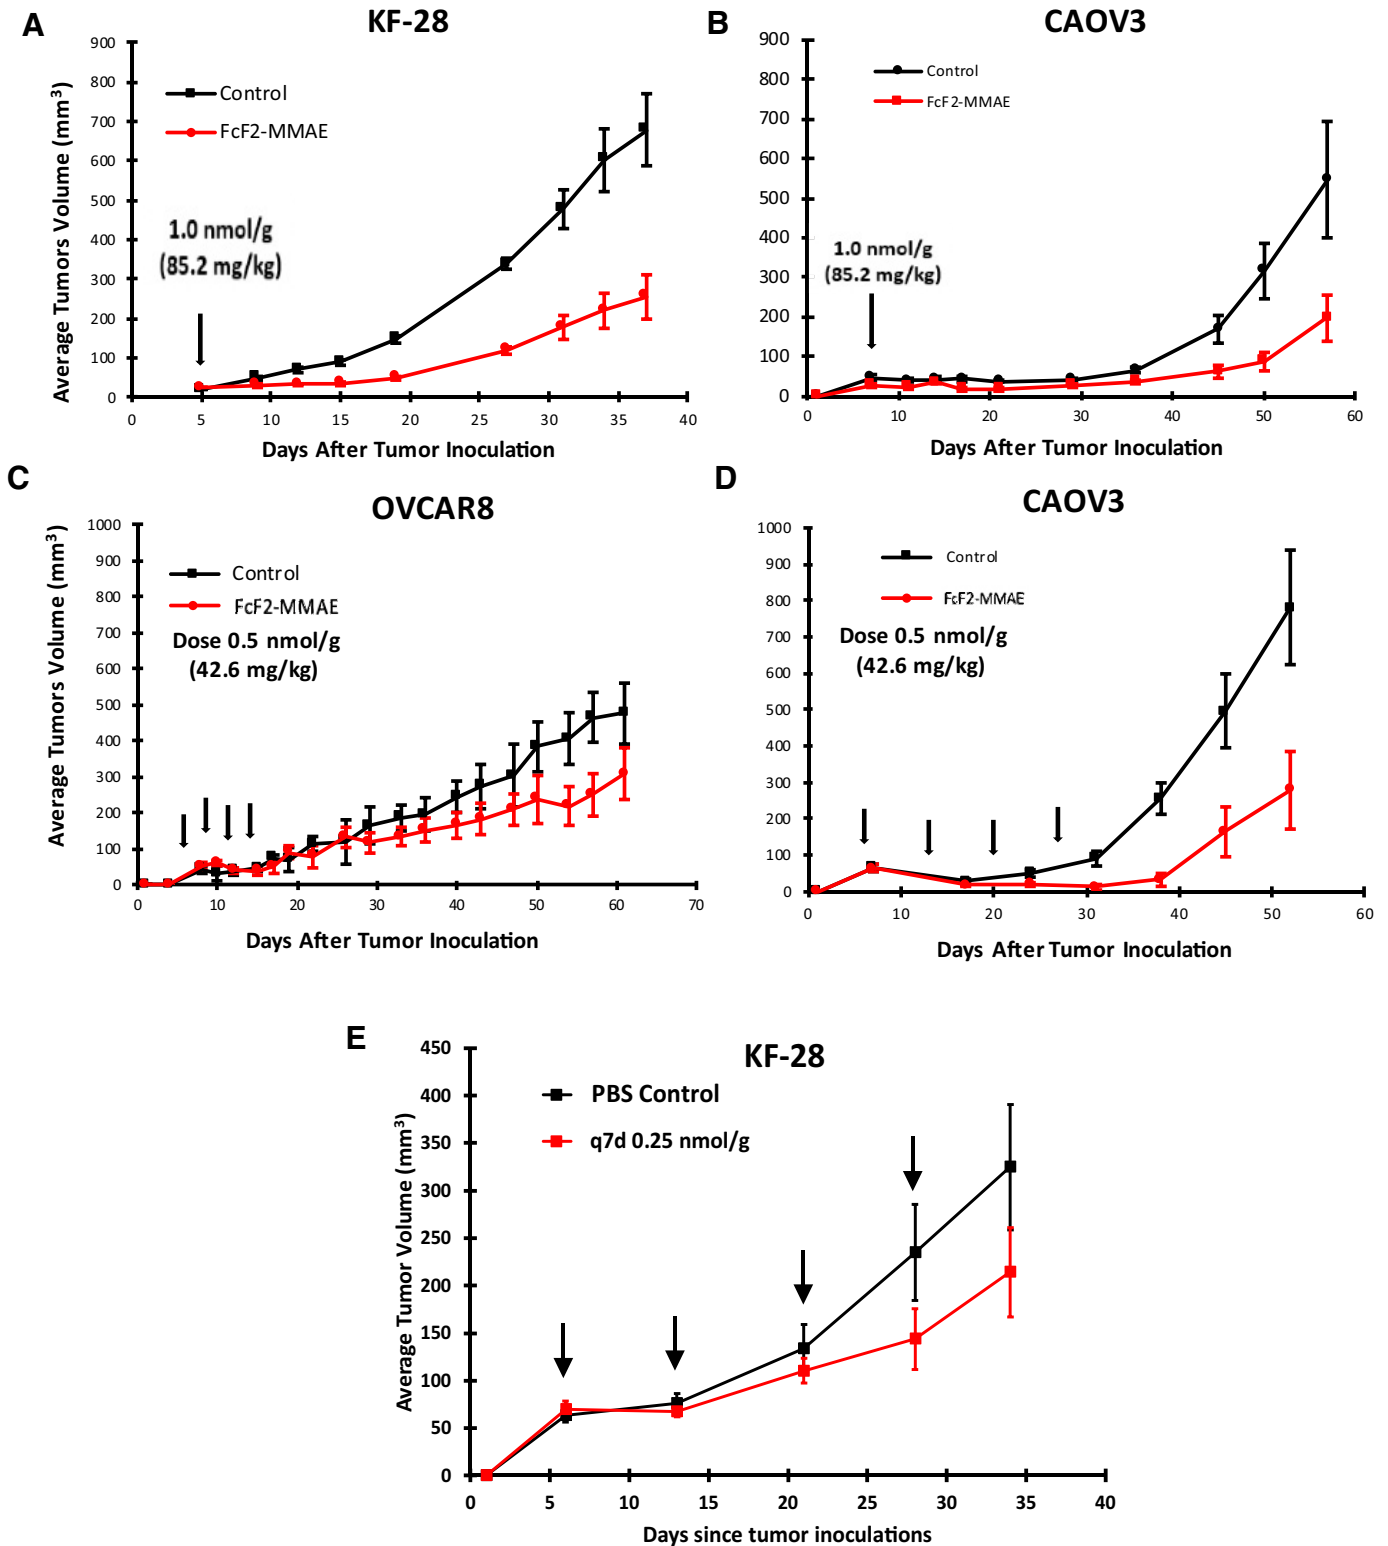 A
KF-28
Average Tumors Volume (mm³)
900
800
700
600
500
400
300
200
100
0
Control
FcF2-MMAE
1.0 nmol/g
(85.2 mg/kg)
0 5 10 15 20 25 30 35 40
Days After Tumor Inoculation
B
CAOV3
900
800
700
600
500
400
300
200
100
0
Control
FcF2-MMAE
1.0 nmol/g
(85.2 mg/kg)
0 10 20 30 40 50 60
Days After Tumor Inoculation
C
OVCAR8
Average Tumors Volume (mm³)
1000
900
800
700
600
500
400
300
200
100
0
Control
FcF2-MMAE
Dose 0.5 nmol/g
(42.6 mg/kg)
0 10 20 30 40 50 60 70
Days After Tumor Inoculation
D
CAOV3
1000
900
800
700
600
500
400
300
200
100
0
Control
FcF2-MMAE
Dose 0.5 nmol/g
(42.6 mg/kg)
0 10 20 30 40 50 60
Days After Tumor Inoculation
E
KF-28
Average Tumor Volume (mm³)
450
400
350
300
250
200
150
100
50
0
PBS Control
q7d 0.25 nmol/g
0 5 10 15 20 25 30 35 40
Days since tumor inoculations